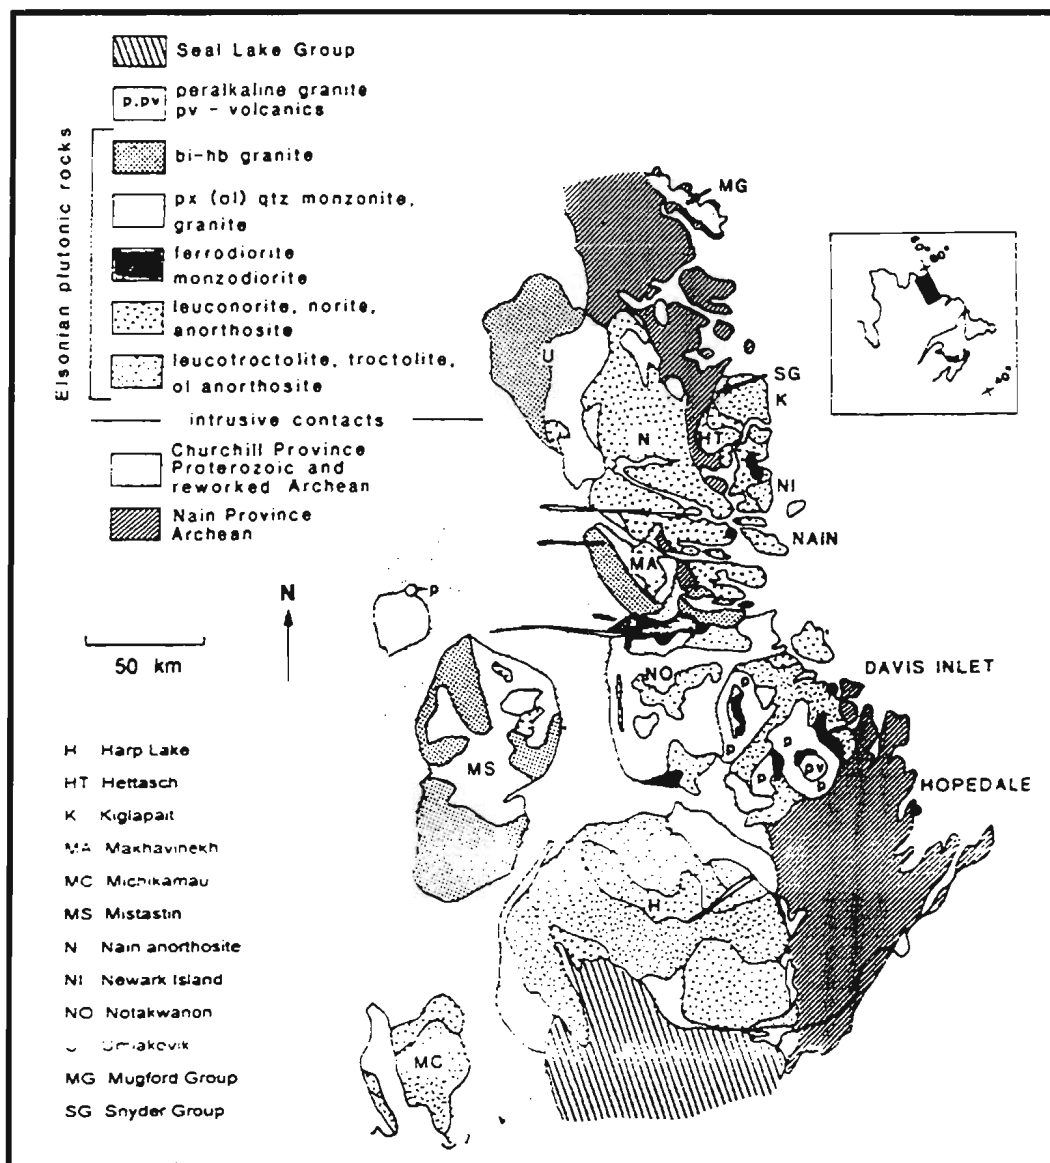 Seal Lake Group
p,pv
peralkaline granite
pv - volcanics
Elsonian plutonic rocks
bi-hb granite
px (ol) qtz monzonite,
granite
ferrodiorite
monzodiorite
leuconorite, norite,
anorthosite
leucotroctolite, troctolite,
ol anorthosite
intrusive contacts
Churchill Province
Proterozoic and
reworked Archean
Nain Province
Archean
N
50 km
H Harp Lake
HT Hettasch
K Kiglapait
MA Makhavinekh
MC Michikamau
MS Mistastin
N Nain anorthosite
NI Newark Island
NO Notakwanon
U Umiakovik
MG Mugford Group
SG Snyder Group
MG
U
SG
K
N
HT
NI
NAIN
MA
p
NO
DAVIS INLET
p
p
p
MS
p
pv
p
HOPEDALE
H
MC
60°